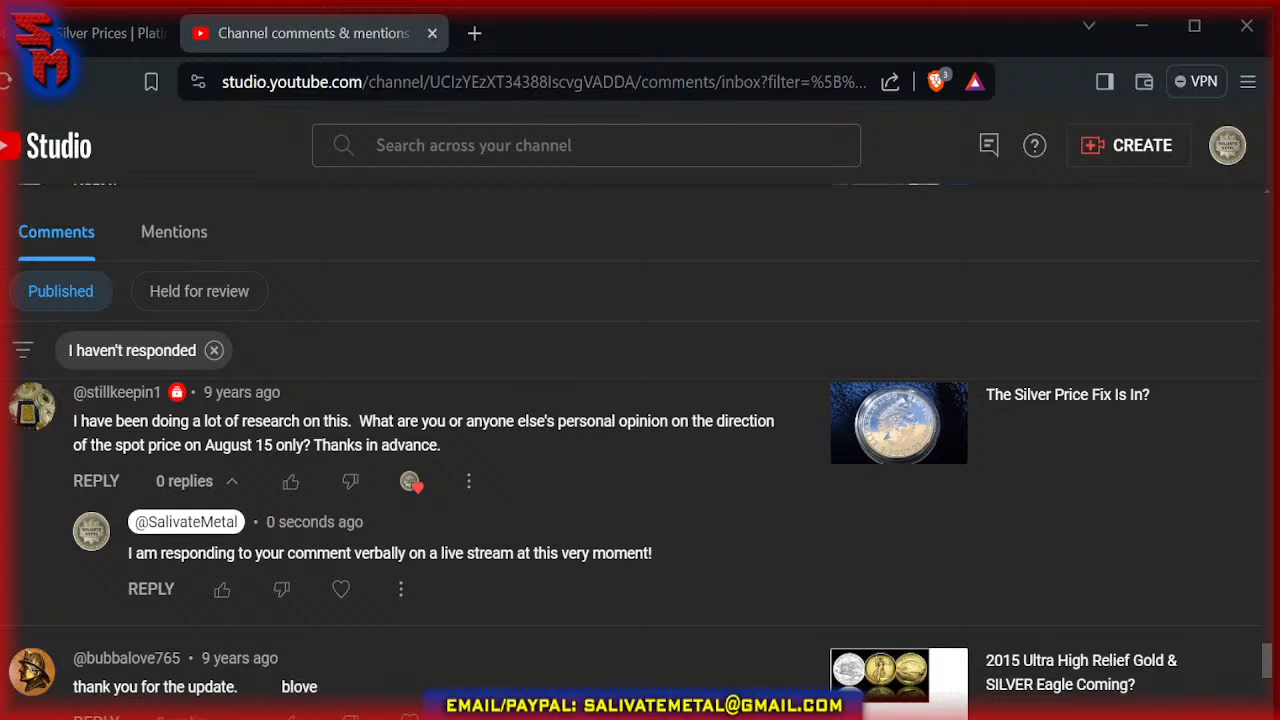 SM
Silver Prices | Plati
Channel comments & mentions
studio.youtube.com/channel/UCIzYEzXT34388IscvgVADDA/comments/inbox?filter=%5B%...
3
VPN
Studio
Search across your channel
CREATE
Comments
Mentions
Published
Held for review
I haven't responded
@stillkeepin1 • 9 years ago
The Silver Price Fix Is In?
I have been doing a lot of research on this. What are you or anyone else's personal opinion on the direction
of the spot price on August 15 only? Thanks in advance.
REPLY 0 replies
@SalivateMetal • 0 seconds ago
I am responding to your comment verbally on a live stream at this very moment!
REPLY
@bubbalove765 • 9 years ago
2015 Ultra High Relief Gold &
SILVER Eagle Coming?
thank you for the update. blove
EMAIL/PAYPAL: SALIVATEMETAL@GMAIL.COM